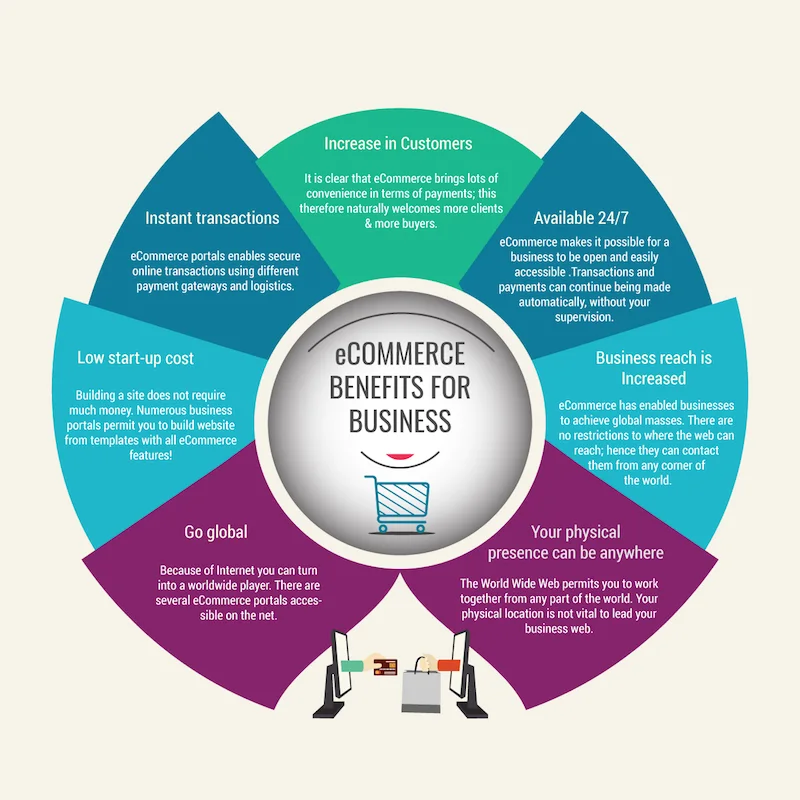 eCOMMERCE
BENEFITS FOR
BUSINESS
Increase in Customers
It is clear that eCommerce brings lots of
convenience in terms of payments; this
therefore naturally welcomes more clients
& more buyers.
Available 24/7
eCommerce makes it possible for a
business to be open and easily
accessible .Transactions and
payments can continue being made
automatically, without your
supervision.
Business reach is
Increased
eCommerce has enabled businesses
to achieve global masses. There are
no restrictions to where the web can
reach; hence they can contact
them from any corner of
the world.
Your physical
presence can be anywhere
The World Wide Web permits you to work
together from any part of the world. Your
physical location is not vital to lead your
business web.
Go global
Because of Internet you can turn
into a worldwide player. There are
several eCommerce portals acces-
sible on the net.
Low start-up cost
Building a site does not require
much money. Numerous business
portals permit you to build website
from templates with all eCommerce
features!
Instant transactions
eCommerce portals enables secure
online transactions using different
payment gateways and logistics.